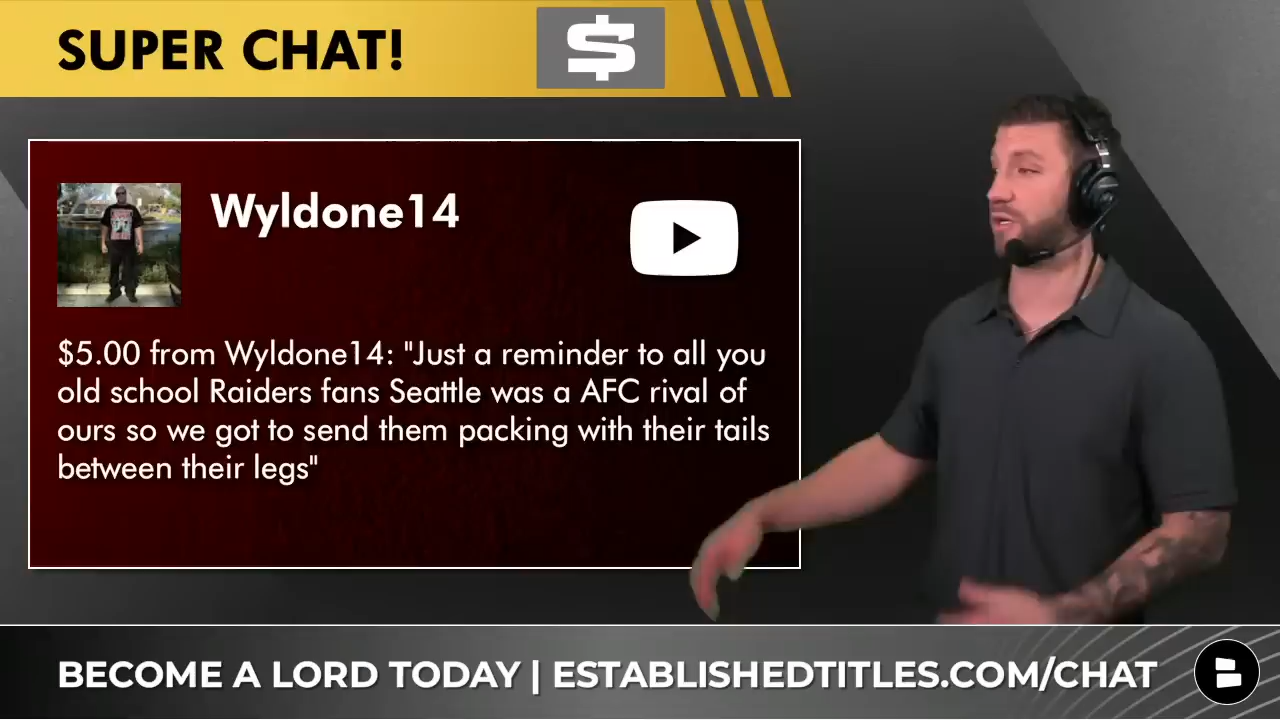 SUPER CHAT!
Wyldone14
$5.00 from Wyldone14: "Just a reminder to all you
old school Raiders fans Seattle was a AFC rival of
ours so we got to send them packing with their tails
between their legs"
BECOME A LORD TODAY | ESTABLISHEDTITLES.COM/CHAT